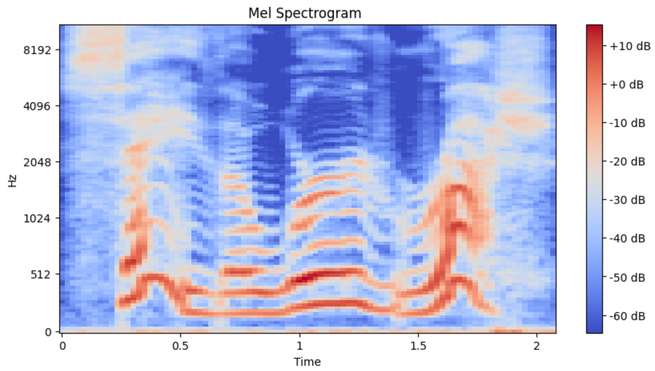 Mel Spectrogram
8192
4096
2048
1024
512
0
Hz
0
0.5
1
1.5
2
Time
+10 dB
+0 dB
-10 dB
-20 dB
-30 dB
-40 dB
-50 dB
-60 dB